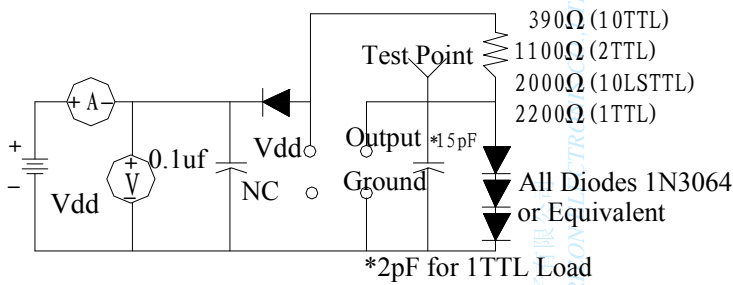 390Ω (10TTL)
Test Point
1100Ω (2TTL)
2000Ω (10LSTTL)
2200Ω (1TTL)
+ A −
+
−
Vdd
+
V
−
0.1uf
NC
Vdd
Output
*15pF
Ground
All Diodes 1N3064
or Equivalent
*2pF for 1TTL Load